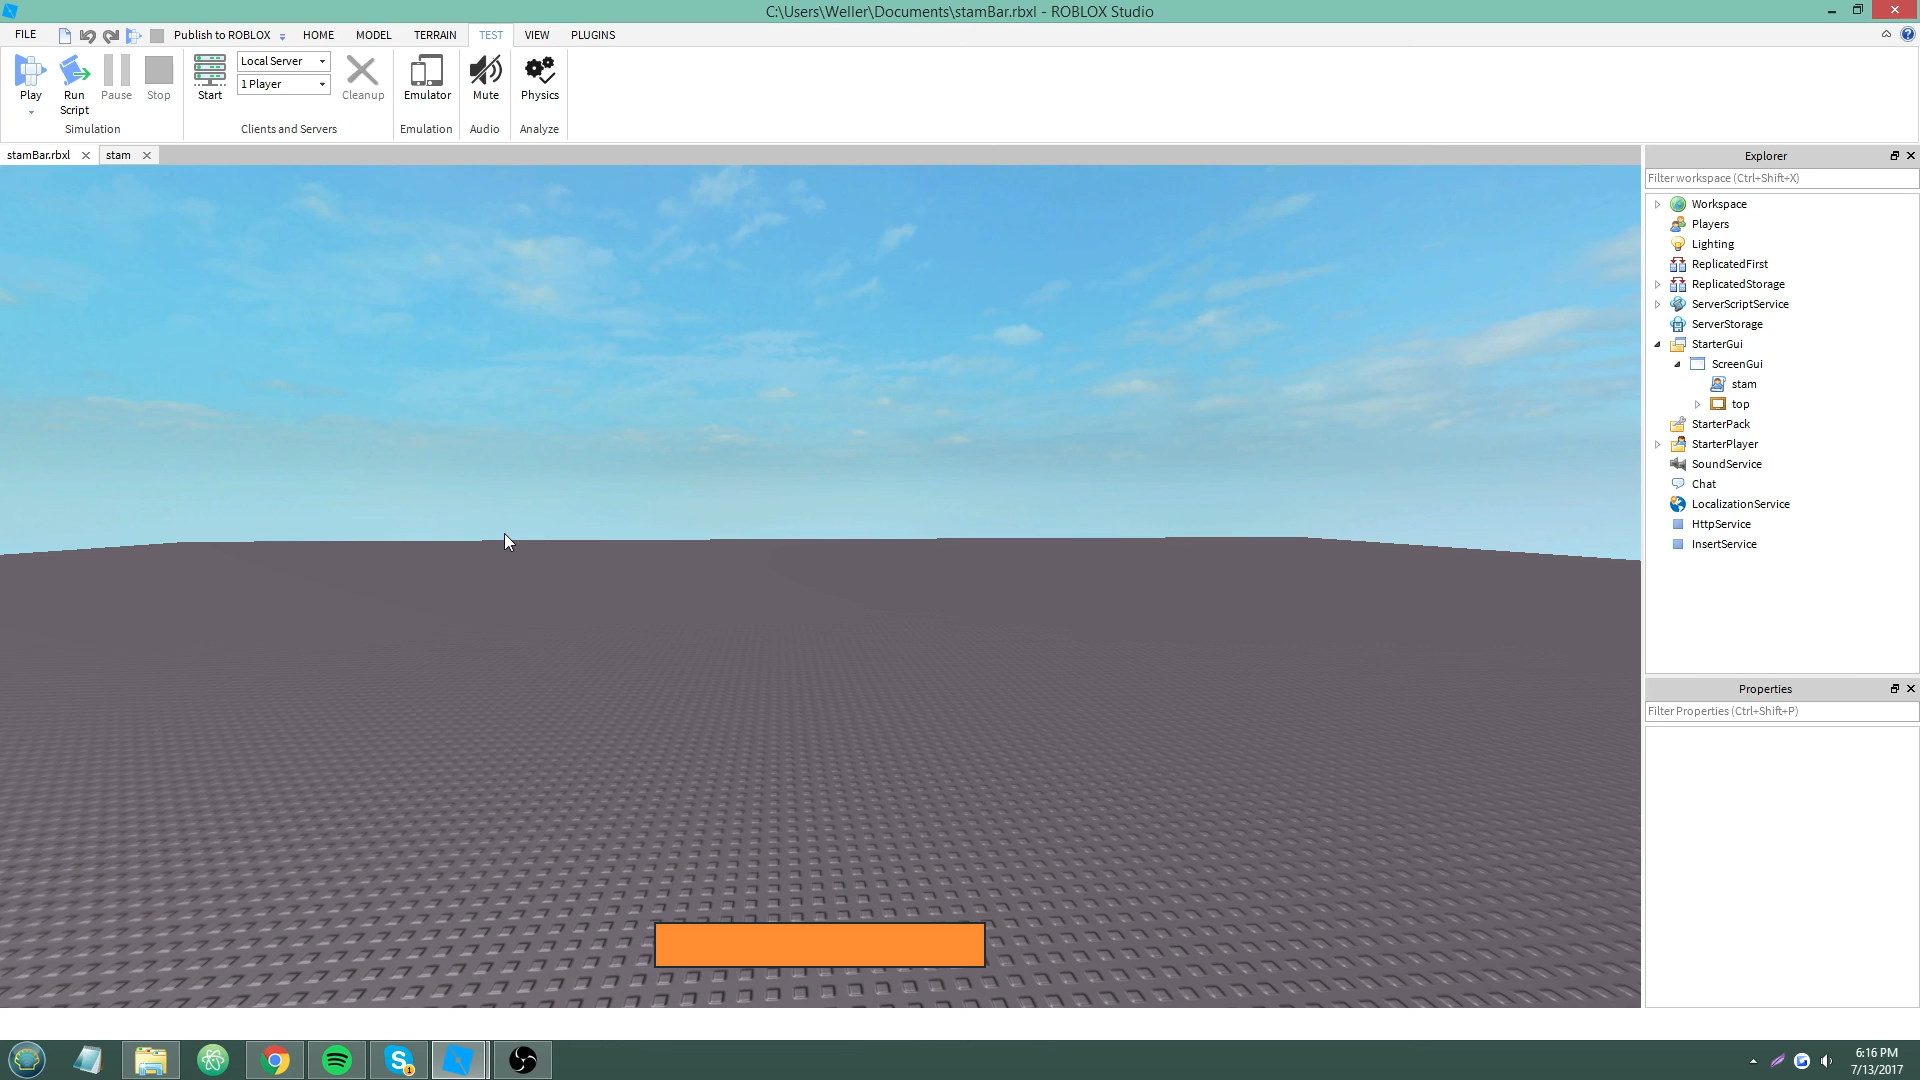 C:\Users\Weller\Documents\stamBar.rbxl - ROBLOX Studio
FILE Publish to ROBLOX HOME MODEL TERRAIN TEST VIEW PLUGINS
Play
Run
Script
Pause
Stop
Simulation
Start
Local Server
1 Player
Cleanup
Clients and Servers
Emulator
Emulation
Mute
Audio
Physics
Analyze
stamBar.rbxl
stam
Explorer
Filter workspace (Ctrl+Shift+X)
Workspace
Players
Lighting
ReplicatedFirst
ReplicatedStorage
ServerScriptService
ServerStorage
StarterGui
ScreenGui
stam
top
StarterPack
StarterPlayer
SoundService
Chat
LocalizationService
HttpService
InsertService
Properties
Filter Properties (Ctrl+Shift+P)
1
6:16 PM
7/13/2017